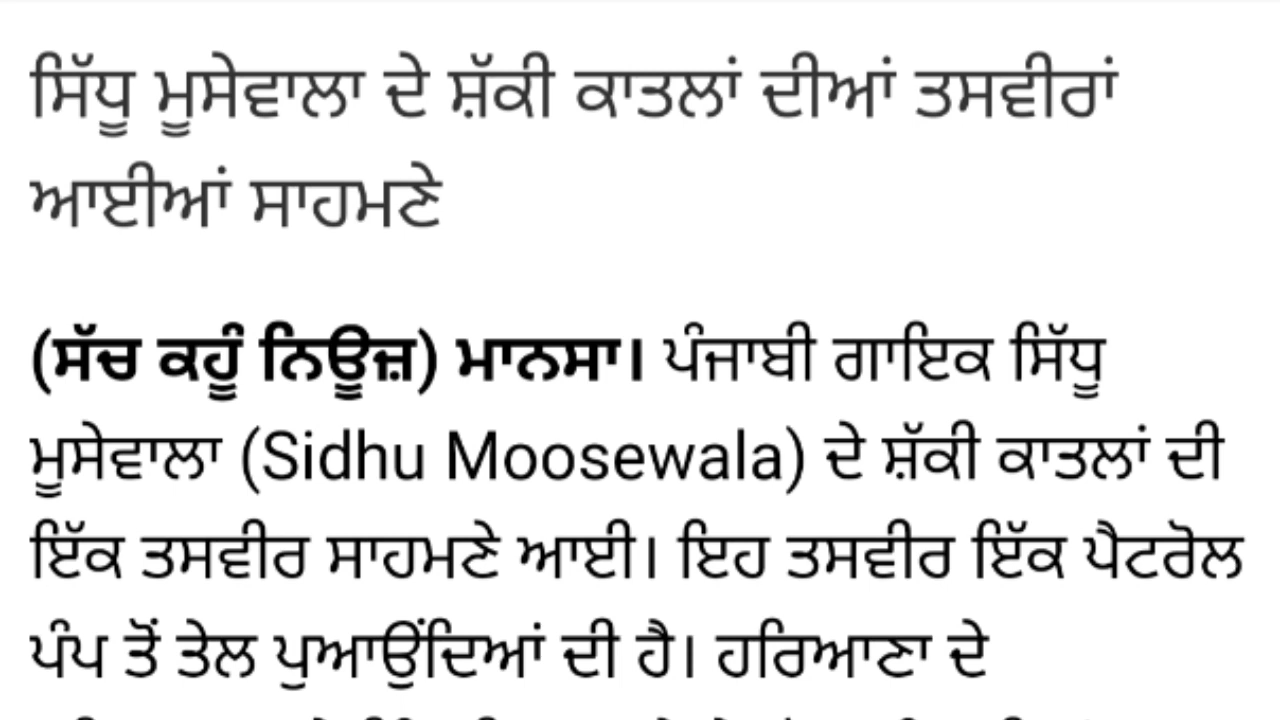 ਸਿੱਧੂ ਮੂਸੇਵਾਲਾ ਦੇ ਸ਼ੱਕੀ ਕਾਤਲਾਂ ਦੀਆਂ ਤਸਵੀਰਾਂ
ਆਈਆਂ ਸਾਹਮਣੇ
(ਸੱਚ ਕਹੂੰ ਨਿਊਜ਼) ਮਾਨਸਾ। ਪੰਜਾਬੀ ਗਾਇਕ ਸਿੱਧੂ
ਮੂਸੇਵਾਲਾ (Sidhu Moosewala) ਦੇ ਸ਼ੱਕੀ ਕਾਤਲਾਂ ਦੀ
ਇੱਕ ਤਸਵੀਰ ਸਾਹਮਣੇ ਆਈ। ਇਹ ਤਸਵੀਰ ਇੱਕ ਪੈਟਰੋਲ
ਪੰਪ ਤੋਂ ਤੇਲ ਪੁਆਉਂਦਿਆਂ ਦੀ ਹੈ। ਹਰਿਆਣਾ ਦੇ